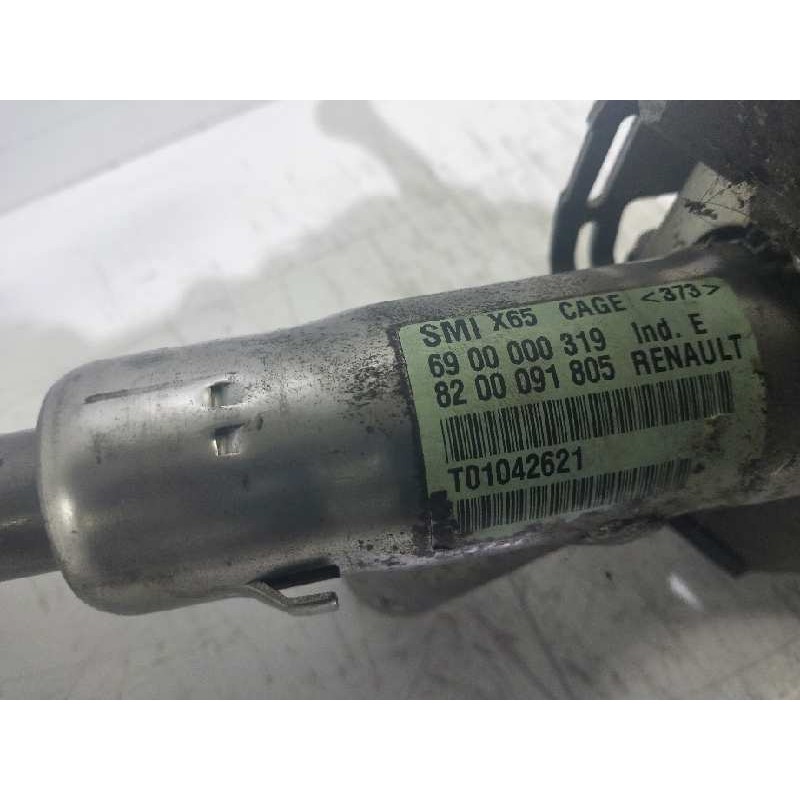 SMI X65 CAGE <373>
69 00 000 319 Ind. E
82 00 091 805 RENAULT
T01042621